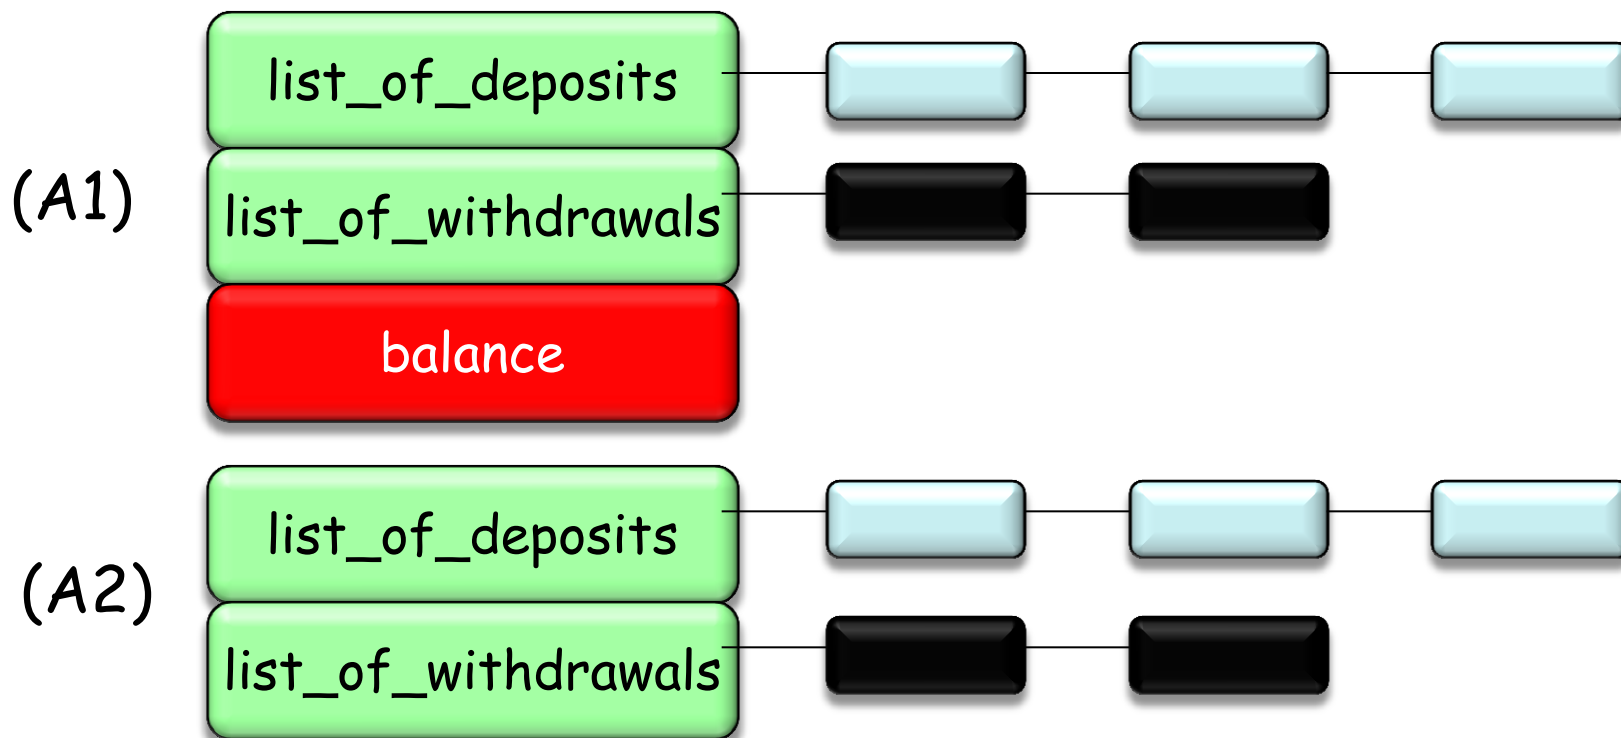 list_of_deposits
(A1)
list_of_withdrawals
balance
list_of_deposits
(A2)
list_of_withdrawals